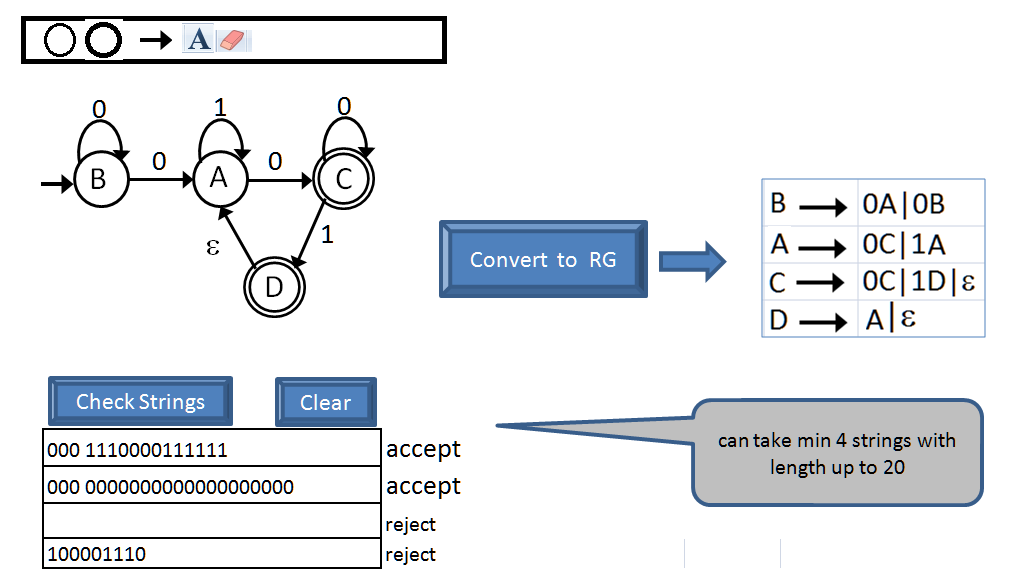 A
0 1 0
B 0 A 0 C
ε 1
D
Convert to RG
B → 0A|0B
A → 0C|1A
C → 0C|1D|ε
D → A|ε
Check Strings Clear
000 1110000111111 accept
000 0000000000000000000 accept
reject
100001110 reject
can take min 4 strings with
length up to 20